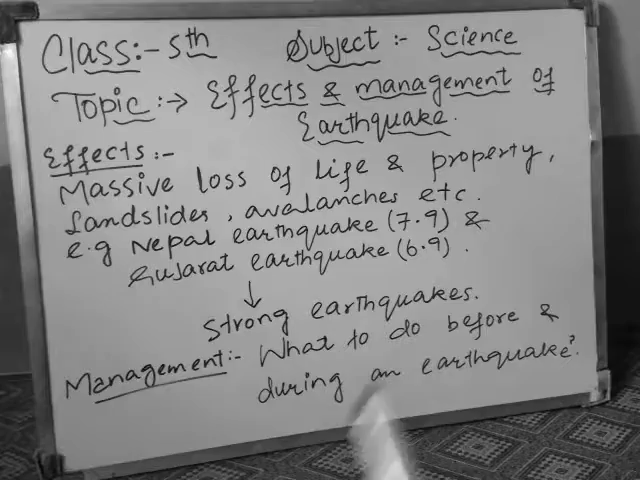 Class:- 5th Subject:- Science
Topic:→ Effects & management of
Earthquake.
Effects:-
Massive loss of life & property,
landslides, avalanches etc.
e.g Nepal earthquake (7.9) &
Gujarat earthquake (6.9).
↓
Strong earthquakes.
Management:- What to do before &
during an earthquake?